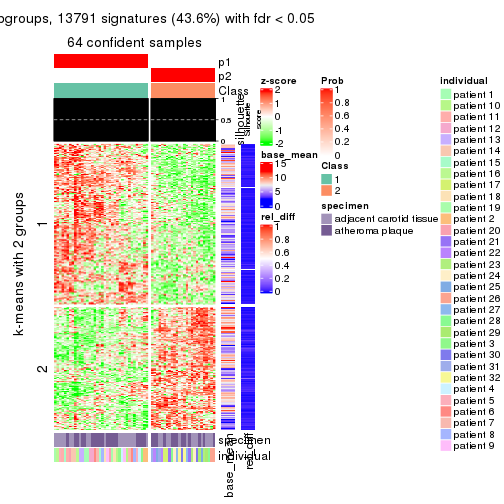 ogroups, 13791 signatures (43.6%) with fdr < 0.05
64 confident samples
p1
p2
Class
1
0.5
0
silhouette
Silhouette
score
k-means with 2 groups
1
2
specimen
individual
base_mean
rel_diff
z-score
2
1
0
-1
-2
base_mean
15
10
5
0
rel_diff
1
0.8
0.6
0.4
0.2
0
Prob
1
0.8
0.6
0.4
0.2
0
Class
1
2
specimen
adjacent carotid tissue
atheroma plaque
individual
patient 1
patient 10
patient 11
patient 12
patient 13
patient 14
patient 15
patient 16
patient 17
patient 18
patient 19
patient 2
patient 20
patient 21
patient 22
patient 23
patient 24
patient 25
patient 26
patient 27
patient 28
patient 29
patient 3
patient 30
patient 31
patient 32
patient 4
patient 5
patient 6
patient 7
patient 8
patient 9